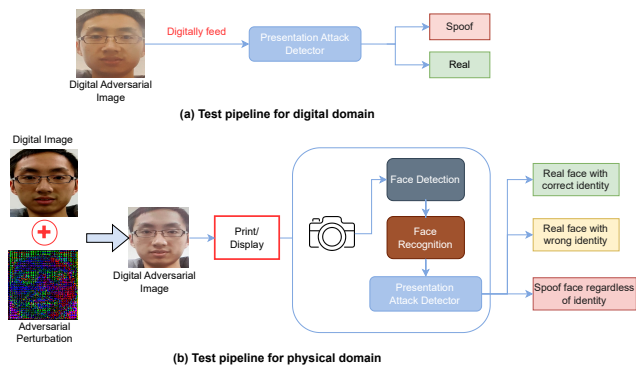 Digitally feed
Presentation Attack
Detector
Spoof
Real
Digital Adversarial
Image
(a) Test pipeline for digital domain
Digital Image
Adversarial
Perturbation
Digital Adversarial
Image
Print/
Display
Face Detection
Face
Recognition
Presentation
Attack Detector
Real face with
correct identity
Real face with
wrong identity
Spoof face regardless
of identity
(b) Test pipeline for physical domain